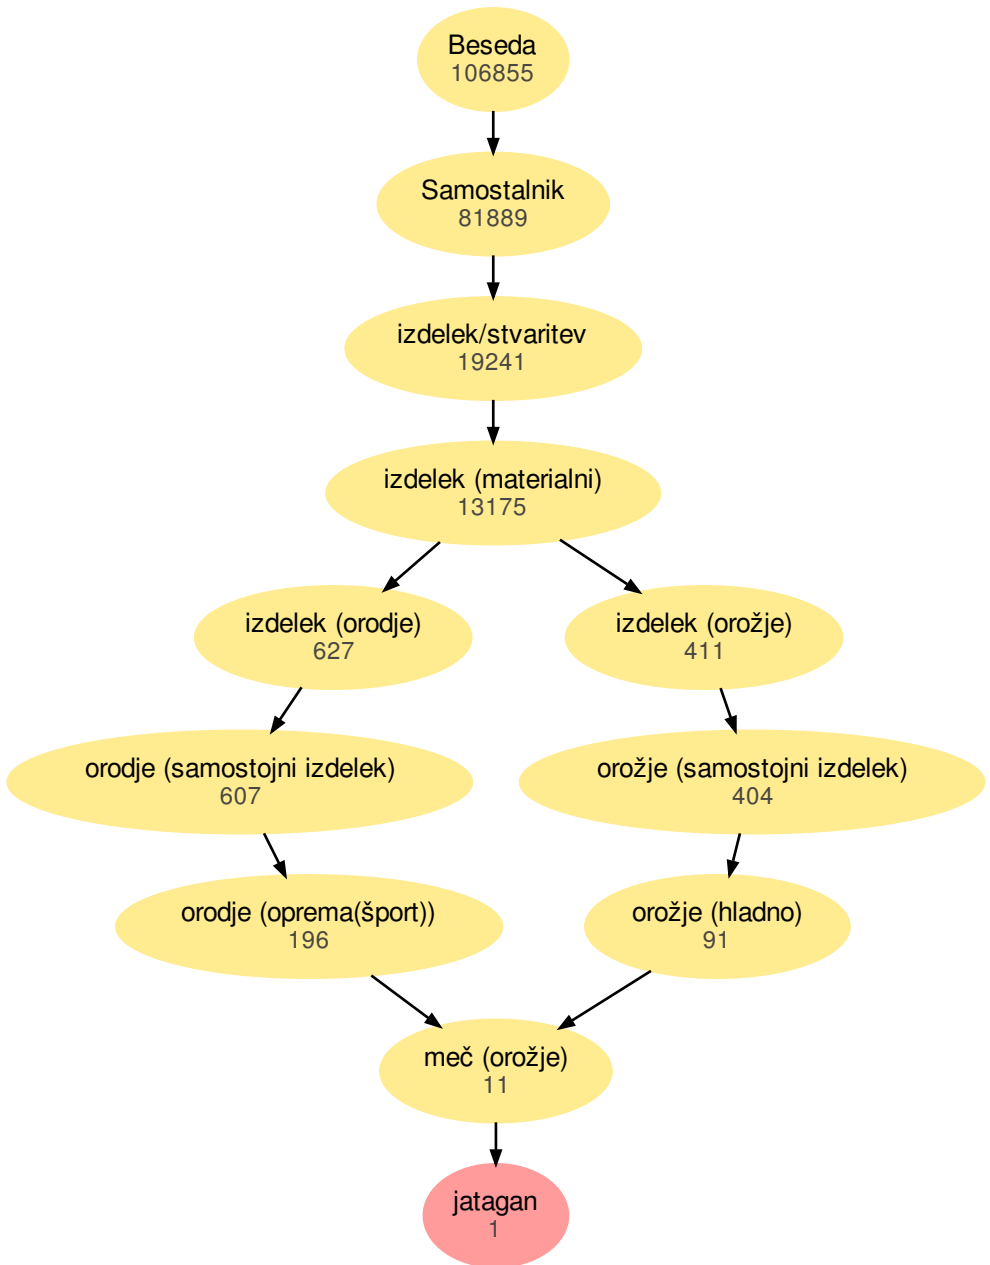 Beseda
106855
Samostalnik
81889
izdelek/stvaritev
19241
izdelek (materialni)
13175
izdelek (orodje)
627
izdelek (orožje)
411
orodje (samostojni izdelek)
607
orožje (samostojni izdelek)
404
orodje (oprema(šport))
196
orožje (hladno)
91
meč (orožje)
11
jatagan
1